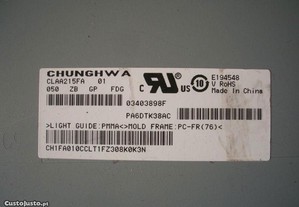 CHUNGHWA
CLAA215FA 01
050 ZB GP FDG
C US
E194548
V RoHS
Made In China
03403898F
PA6DTK38AC
>LIGHT GUIDE:PMMA<>MOLD FRAME:PC-FR(76)<
CH1FA010CCLT1FZ308K0K3N
CustoJusto.pt